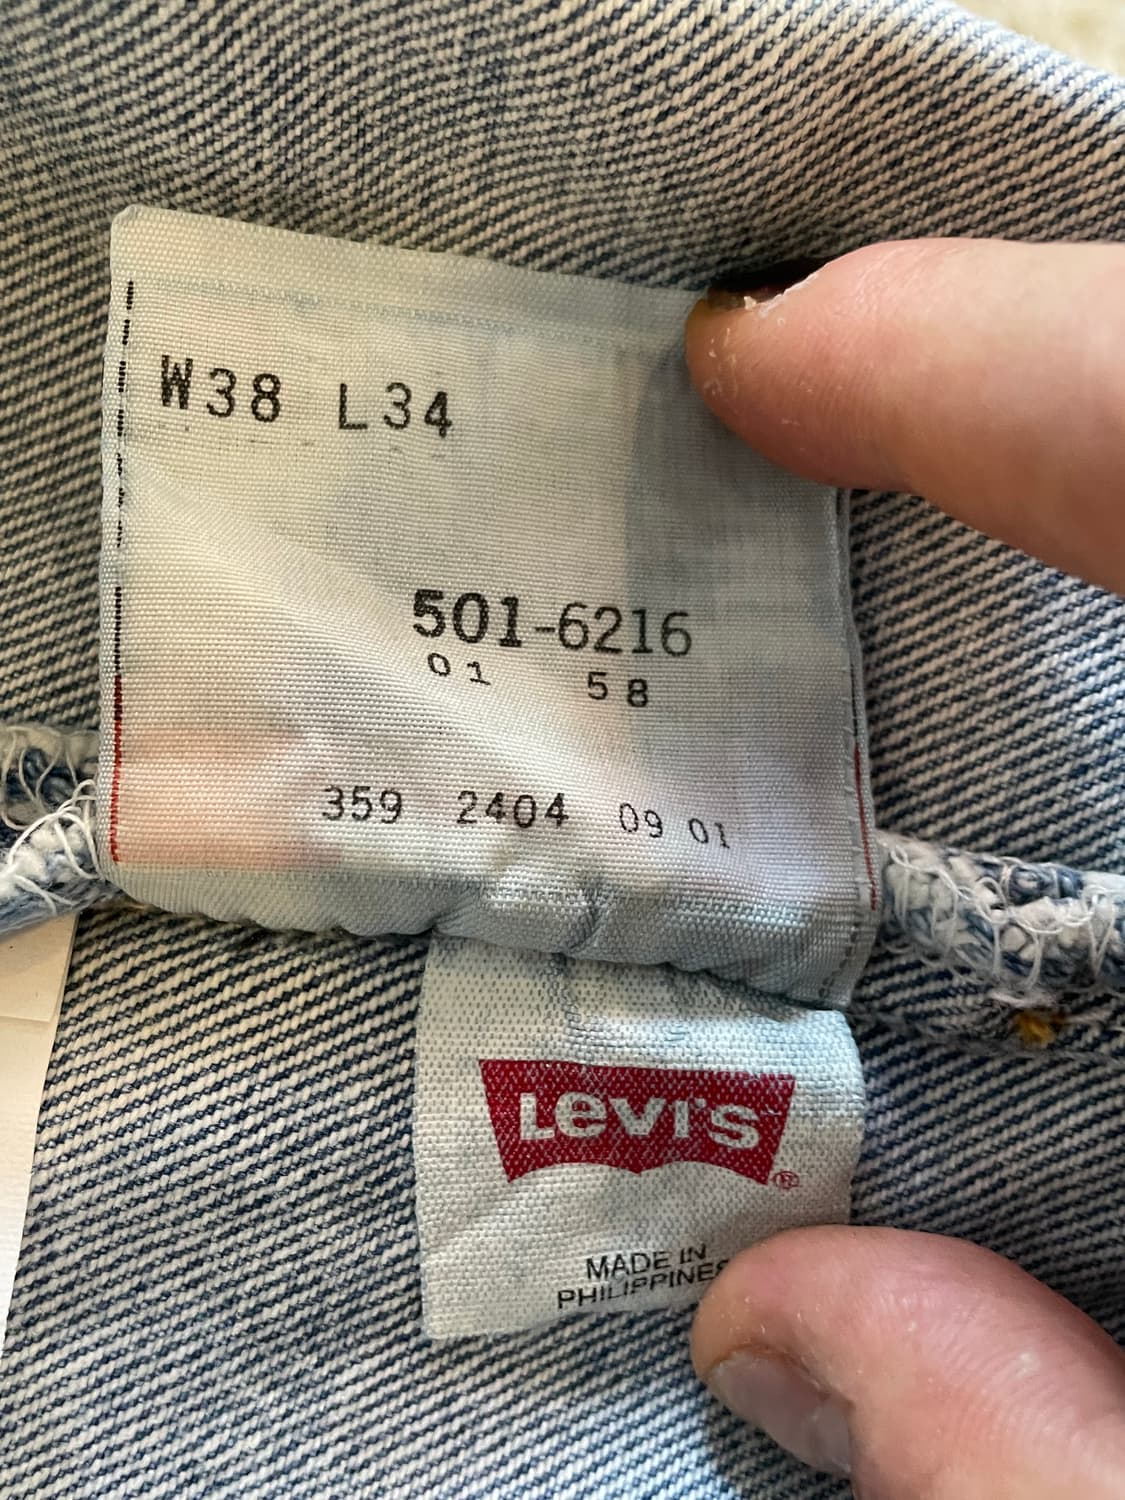 W38 L34
501-6216
01 58
359 2404 09 01
Levi's ®
MADE IN
PHILIPPINES